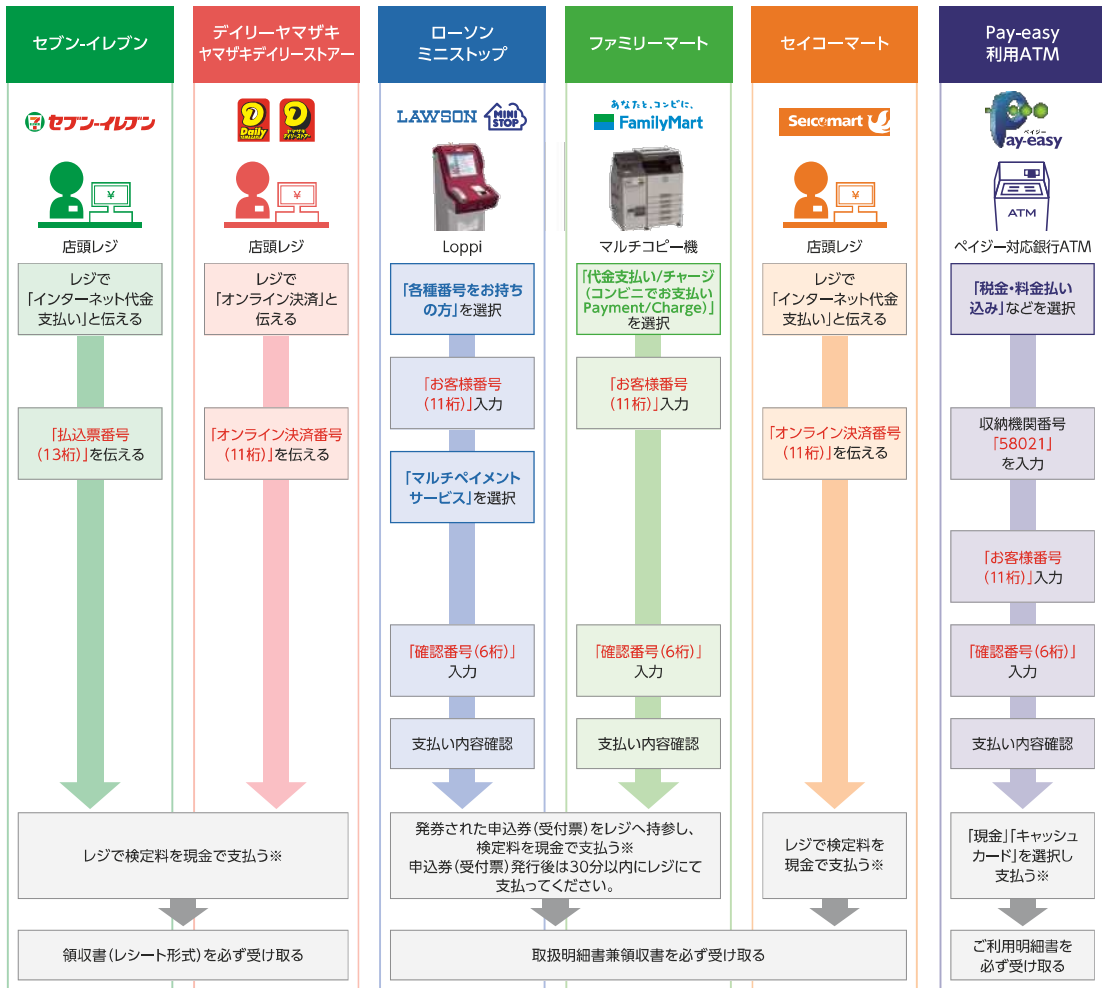 セブン-イレブン
デイリーヤマザキ
ヤマザキデイリーストアー
ローソン
ミニストップ
ファミリーマート
セイコーマート
Pay-easy
利用ATM
セブン-イレブン
Daily
ヤマザキ
デイリーストアー
LAWSON
MINI
STOP
あなたと、コンビに、
FamilyMart
Seicomart
ペイジー
Pay-easy
¥
¥
¥
ATM
店頭レジ
店頭レジ
Loppi
マルチコピー機
店頭レジ
ペイジー対応銀行ATM
レジで
「インターネット代金
支払い」と伝える
レジで
「オンライン決済」と
伝える
「各種番号をお持ち
の方」を選択
「代金支払い/チャージ
(コンビニでお支払い
Payment/Charge)」
を選択
レジで
「インターネット代金
支払い」と伝える
「税金・料金払い
込み」などを選択
「お客様番号
(11桁)」入力
「お客様番号
(11桁)」入力
「払込票番号
(13桁)」を伝える
「オンライン決済番号
(11桁)」を伝える
「マルチペイメント
サービス」を選択
「オンライン決済番号
(11桁)」を伝える
収納機関番号
「58021」
を入力
「お客様番号
(11桁)」入力
「確認番号(6桁)」
入力
「確認番号(6桁)」
入力
「確認番号(6桁)」
入力
支払い内容確認
支払い内容確認
支払い内容確認
レジで検定料を現金で支払う※
発券された申込券(受付票)をレジへ持参し、
検定料を現金で支払う※
申込券(受付票)発行後は30分以内にレジにて
支払ってください。
レジで検定料を
現金で支払う※
「現金」「キャッシュ
カード」を選択し
支払う※
領収書(レシート形式)を必ず受け取る
取扱明細書兼領収書を必ず受け取る
ご利用明細書を
必ず受け取る